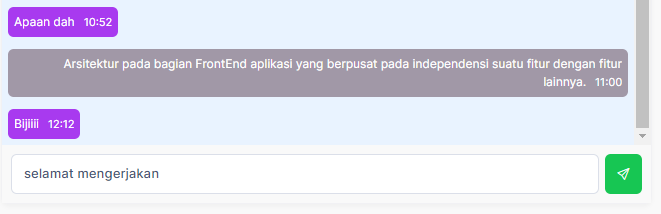 Apaan dah 10:52
Arsitektur pada bagian FrontEnd aplikasi yang berpusat pada independensi suatu fitur dengan fitur
lainnya. 11:00
Bijiiii 12:12
selamat mengerjakan